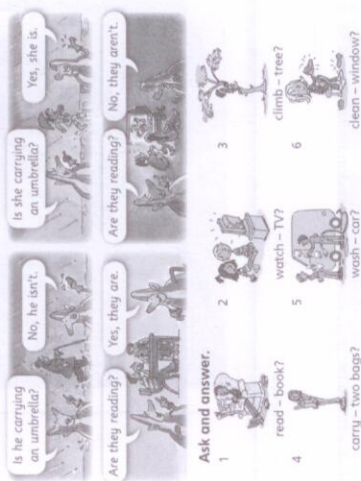 Is he carrying
an umbrella?
No, he isn't.
Is she carrying
an umbrella?
Yes, she is.
Are they reading?
Yes, they are.
Are they reading?
No, they aren't.
Ask and answer.
1
read – book?
2
watch – TV?
3
climb – tree?
4
carry – two bags?
5
wash – car?
6
clean – window?